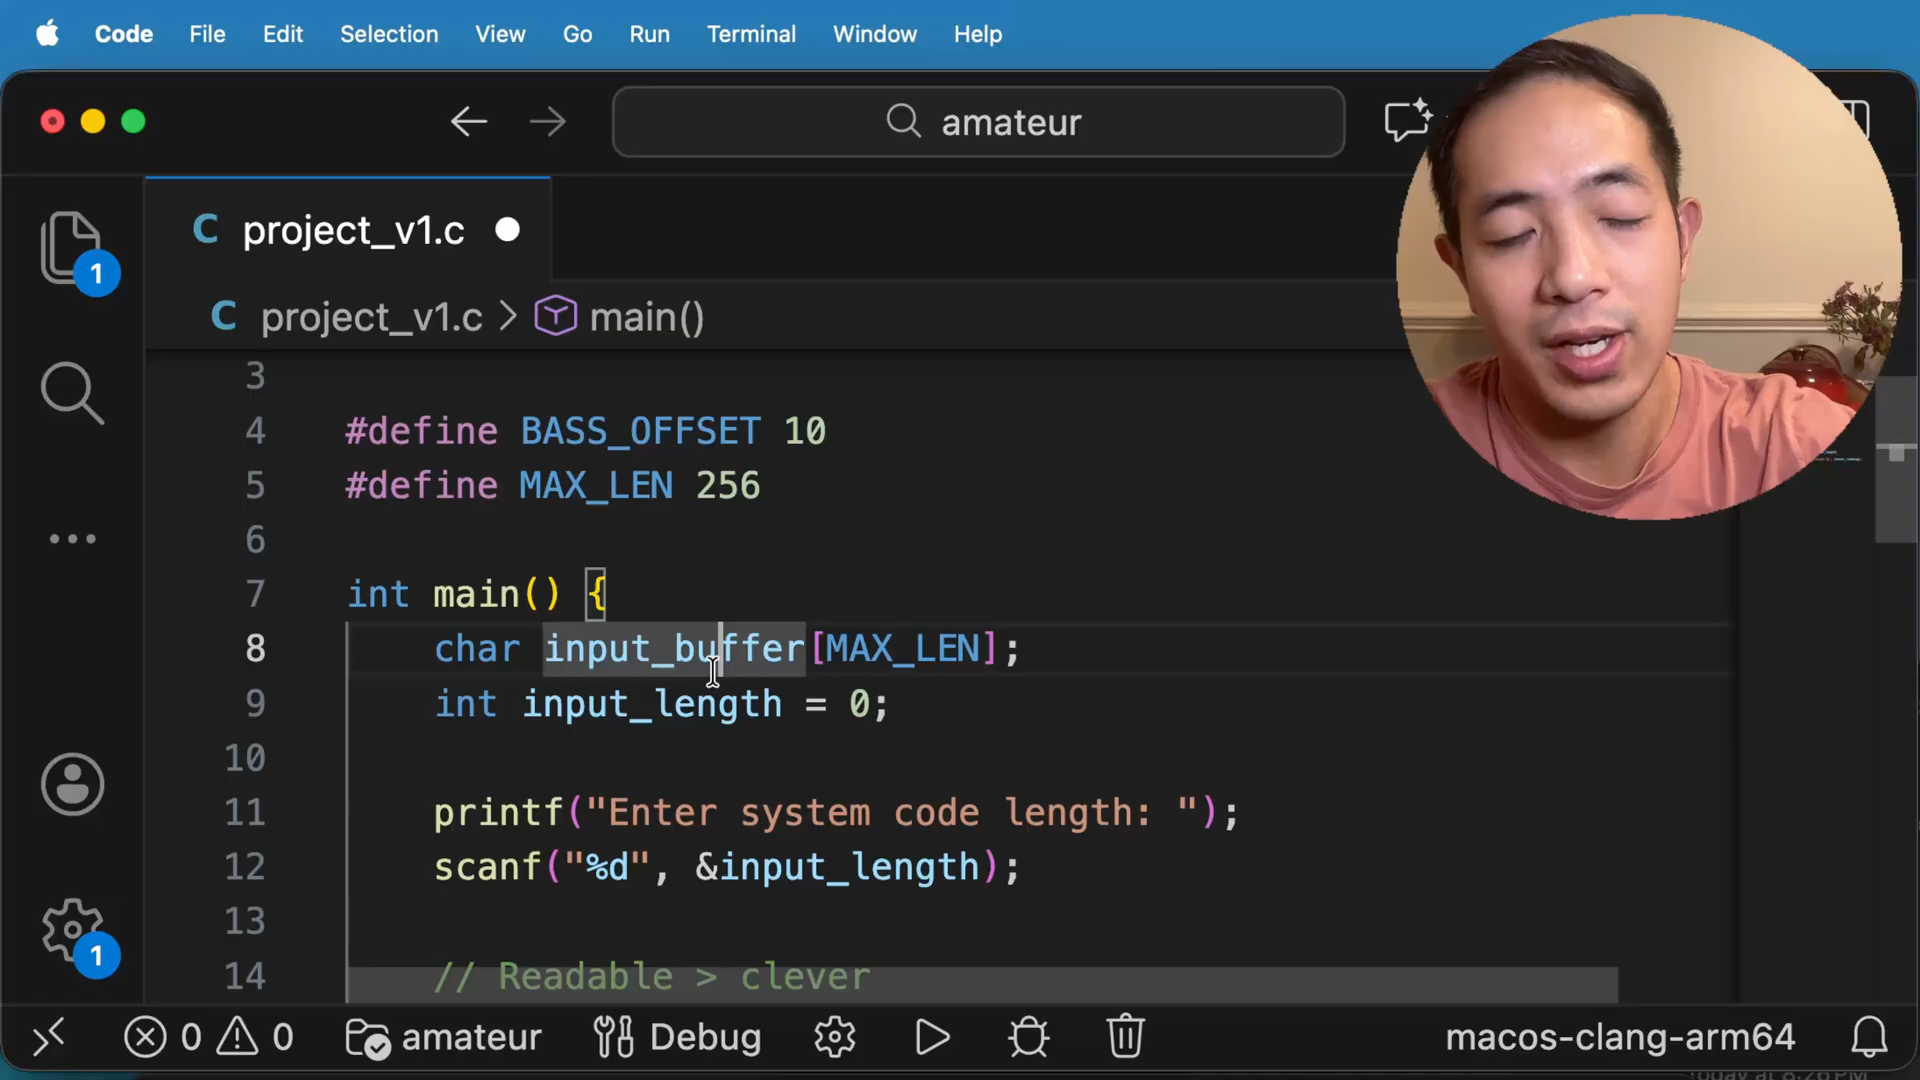 Code File Edit Selection View Go Run Terminal Window Help
amateur
C project_v1.c
1
C project_v1.c > main()
3
4 #define BASS_OFFSET 10
5 #define MAX_LEN 256
6
7 int main() {
8 char input_buffer[MAX_LEN];
9 int input_length = 0;
10
11 printf("Enter system code length: ");
12 scanf("%d", &input_length);
13
14 // Readable > clever
1
0 0 amateur Debug macos-clang-arm64